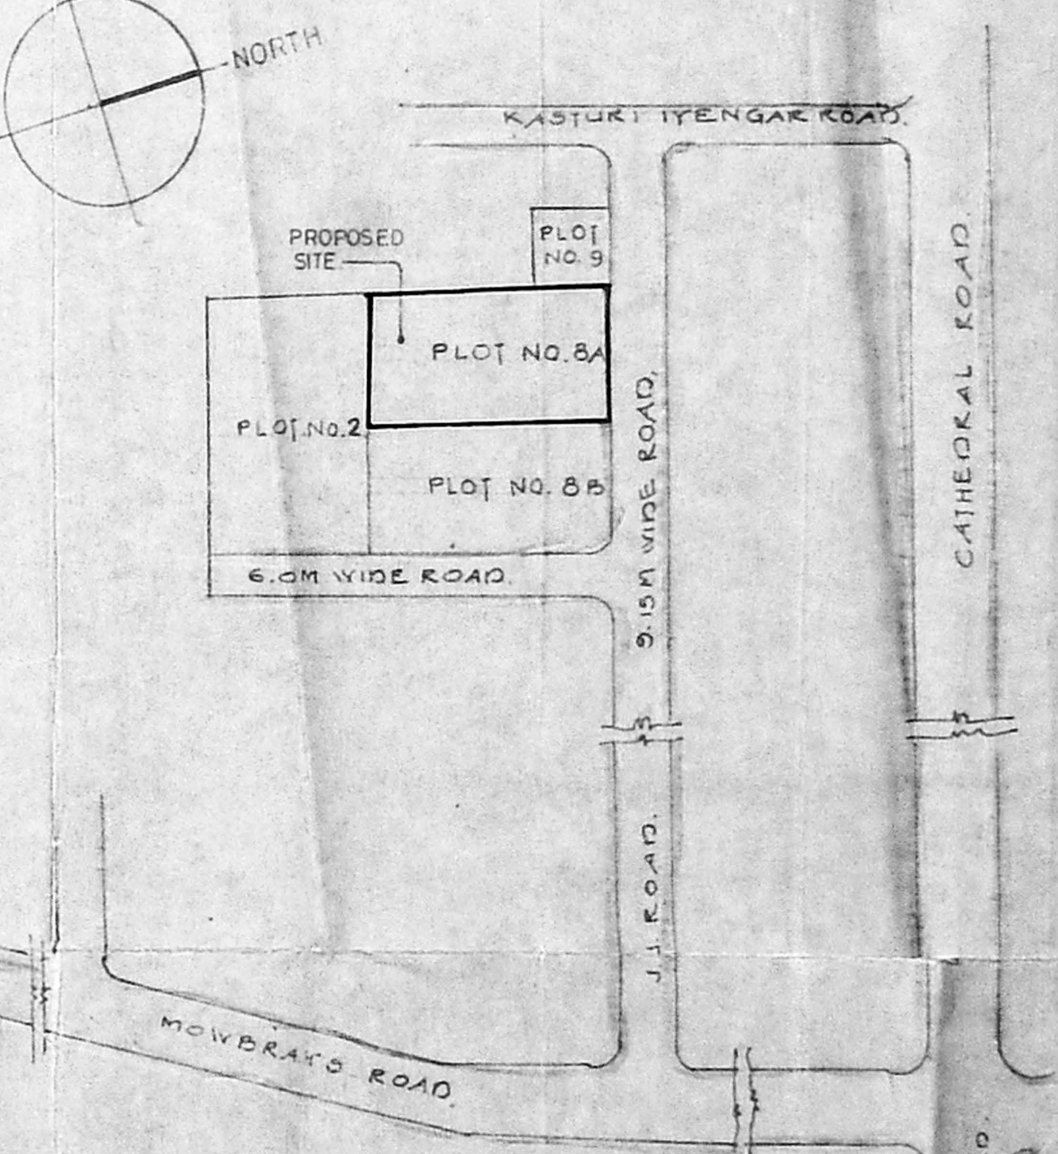 NORTH
KASTURI IYENGAR ROAD.
PROPOSED
SITE
PLOT
NO. 9
PLOT NO. 8A
PLOT NO. 2
PLOT NO. 8B
6.0M WIDE ROAD.
9.15M WIDE ROAD,
CATHEDRAL ROAD.
J J ROAD.
MOWBRAYS ROAD.